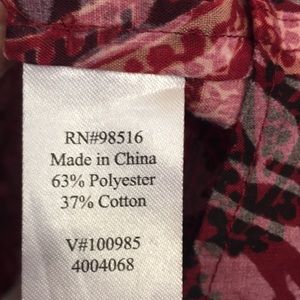 RN#98516
Made in China
63% Polyester
37% Cotton
V#100985
4004068